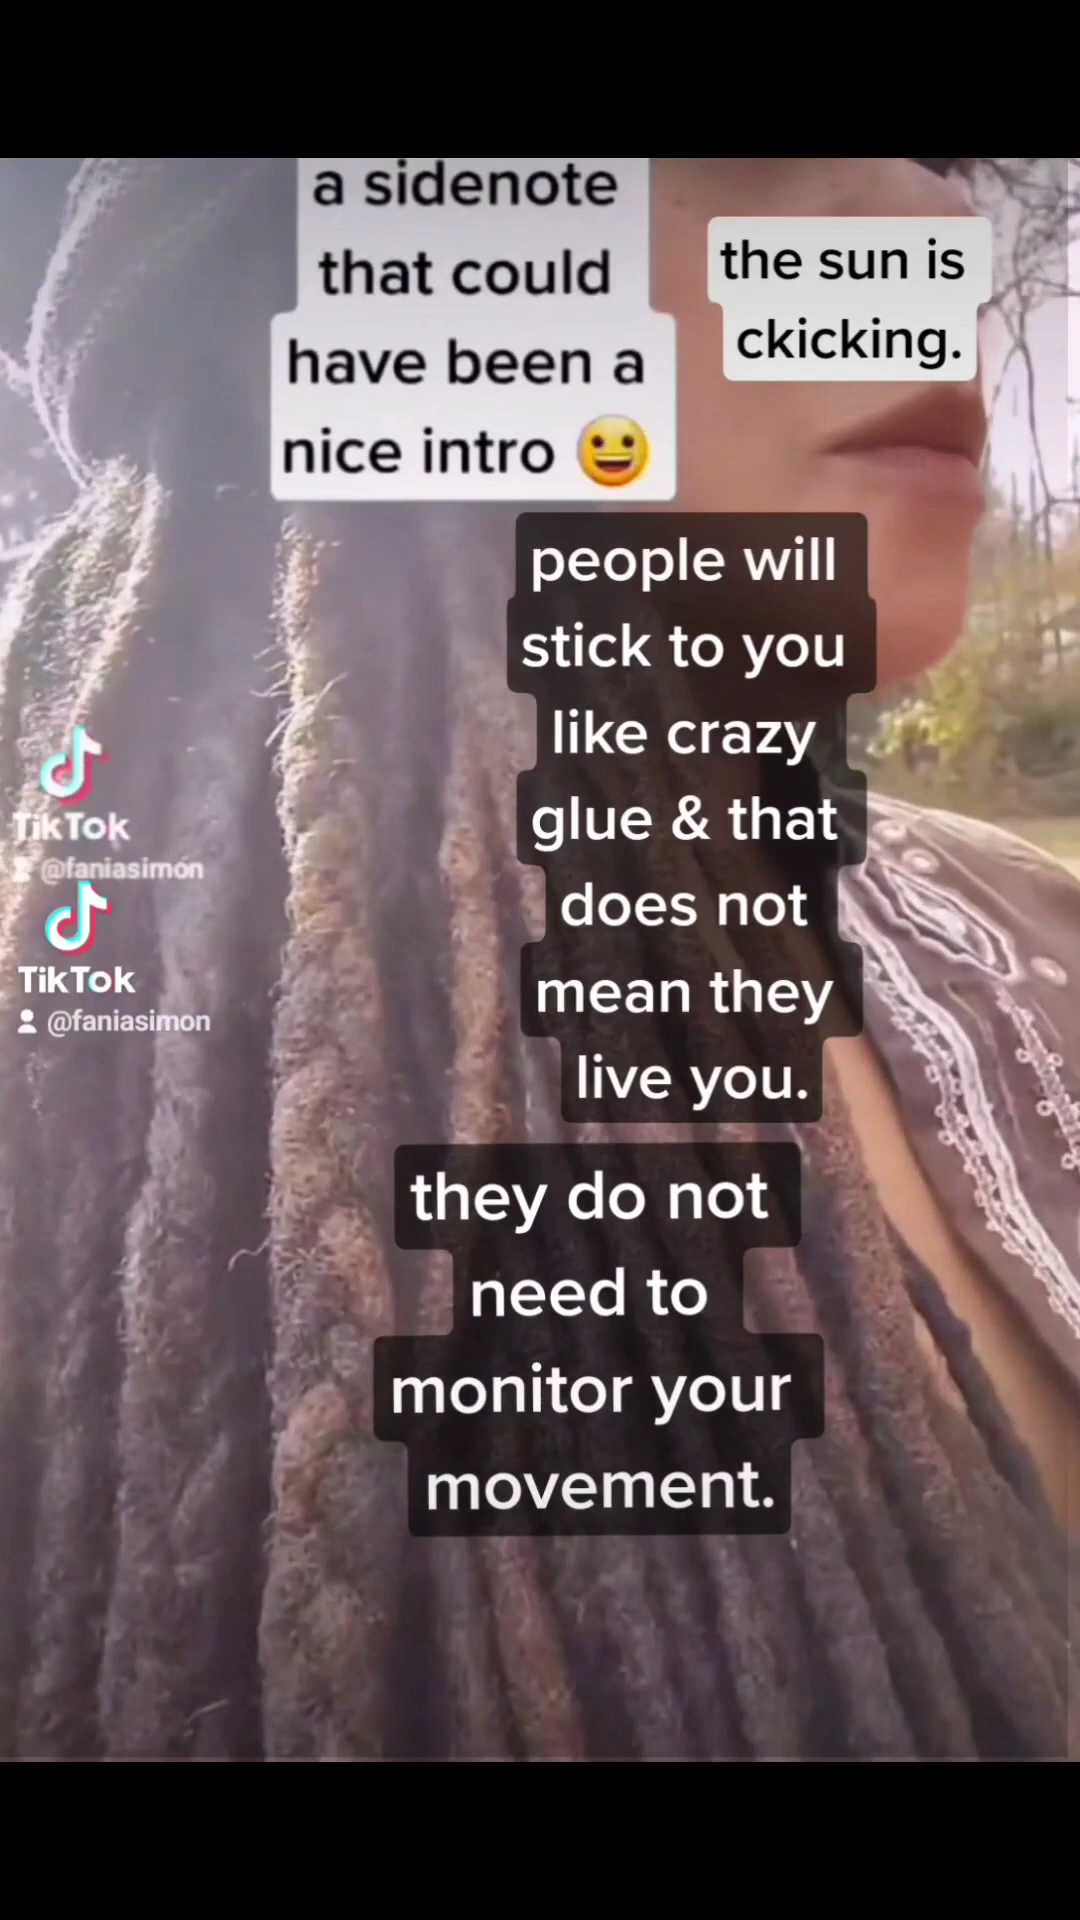 a sidenote
that could
have been a
nice intro 😀
the sun is
ckicking.
people will
stick to you
like crazy
glue & that
does not
mean they
live you.
they do not
need to
monitor your
movement.
TikTok
@faniasimon
TikTok
@faniasimon